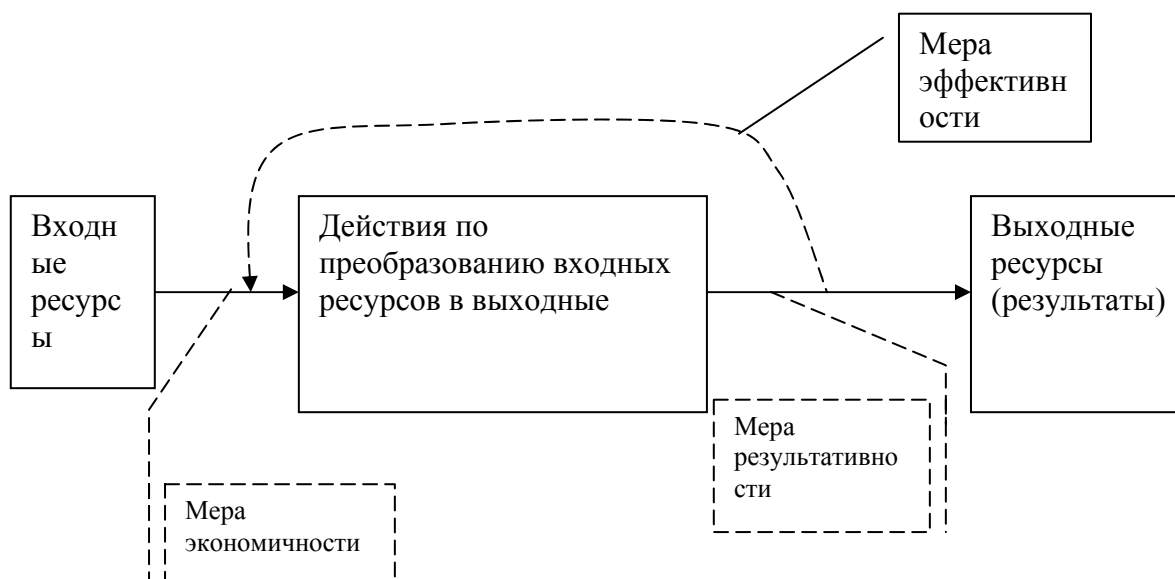 Мера
эффективн
ости
Входн
ые
ресурс
ы
Действия по
преобразованию входных
ресурсов в выходные
Выходные
ресурсы
(результаты)
Мера
результативно
сти
Мера
экономичности